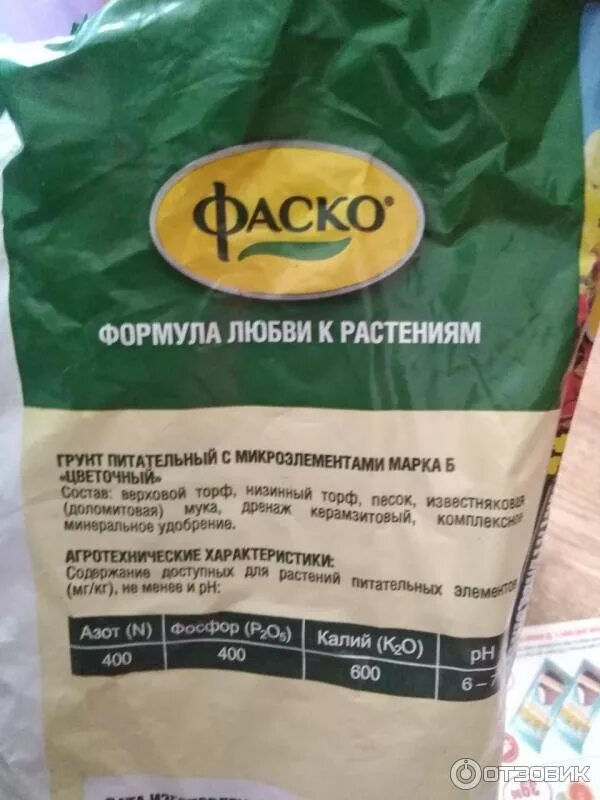 ФАСКО®
ФОРМУЛА ЛЮБВИ К РАСТЕНИЯМ
ГРУНТ ПИТАТЕЛЬНЫЙ С МИКРОЭЛЕМЕНТАМИ МАРКА Б
«ЦВЕТОЧНЫЙ»
Состав: верховой торф, низинный торф, песок, известняковая
(доломитовая) мука, дренаж керамзитовый, комплексное
минеральное удобрение.
АГРОТЕХНИЧЕСКИЕ ХАРАКТЕРИСТИКИ:
Содержание доступных для растений питательных элементов
(мг/кг), не менее и pH:
Азот (N) Фосфор (P₂O₅) Калий (K₂O) pH
400 400 600 6 – 7
ОТЗОВИК